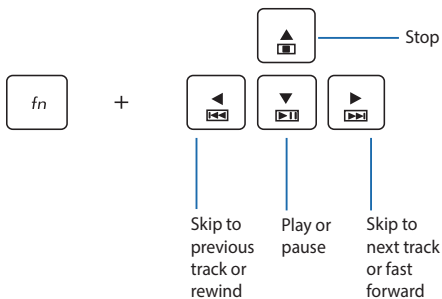 Stop
fn +
Skip to
previous
track or
rewind
Play or
pause
Skip to
next track
or fast
forward